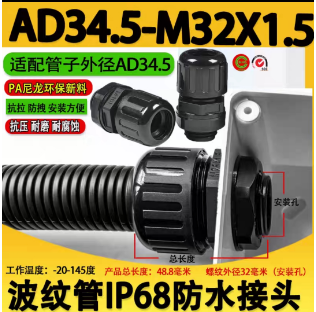 AD34.5-M32X1.5
适配管子外径AD34.5
PA尼龙环保新料
抗拉 防拽 安装方便
抗压 耐磨 耐腐蚀
安装孔
总长度
工作温度：-20-145度
产品总长度：48.8毫米
螺纹外径32毫米（安装孔）
波纹管IP68防水接头